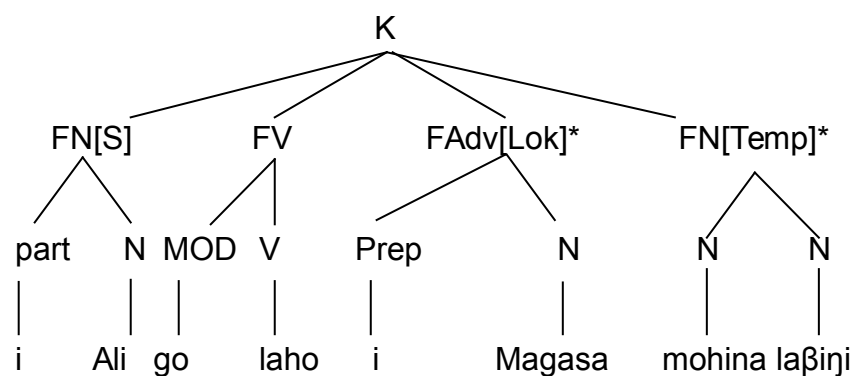 K
FN[S] FV FAdv[Lok]* FN[Temp]*
part N MOD V Prep N N N
i Ali go laho i Magasa mohina laβiŋi